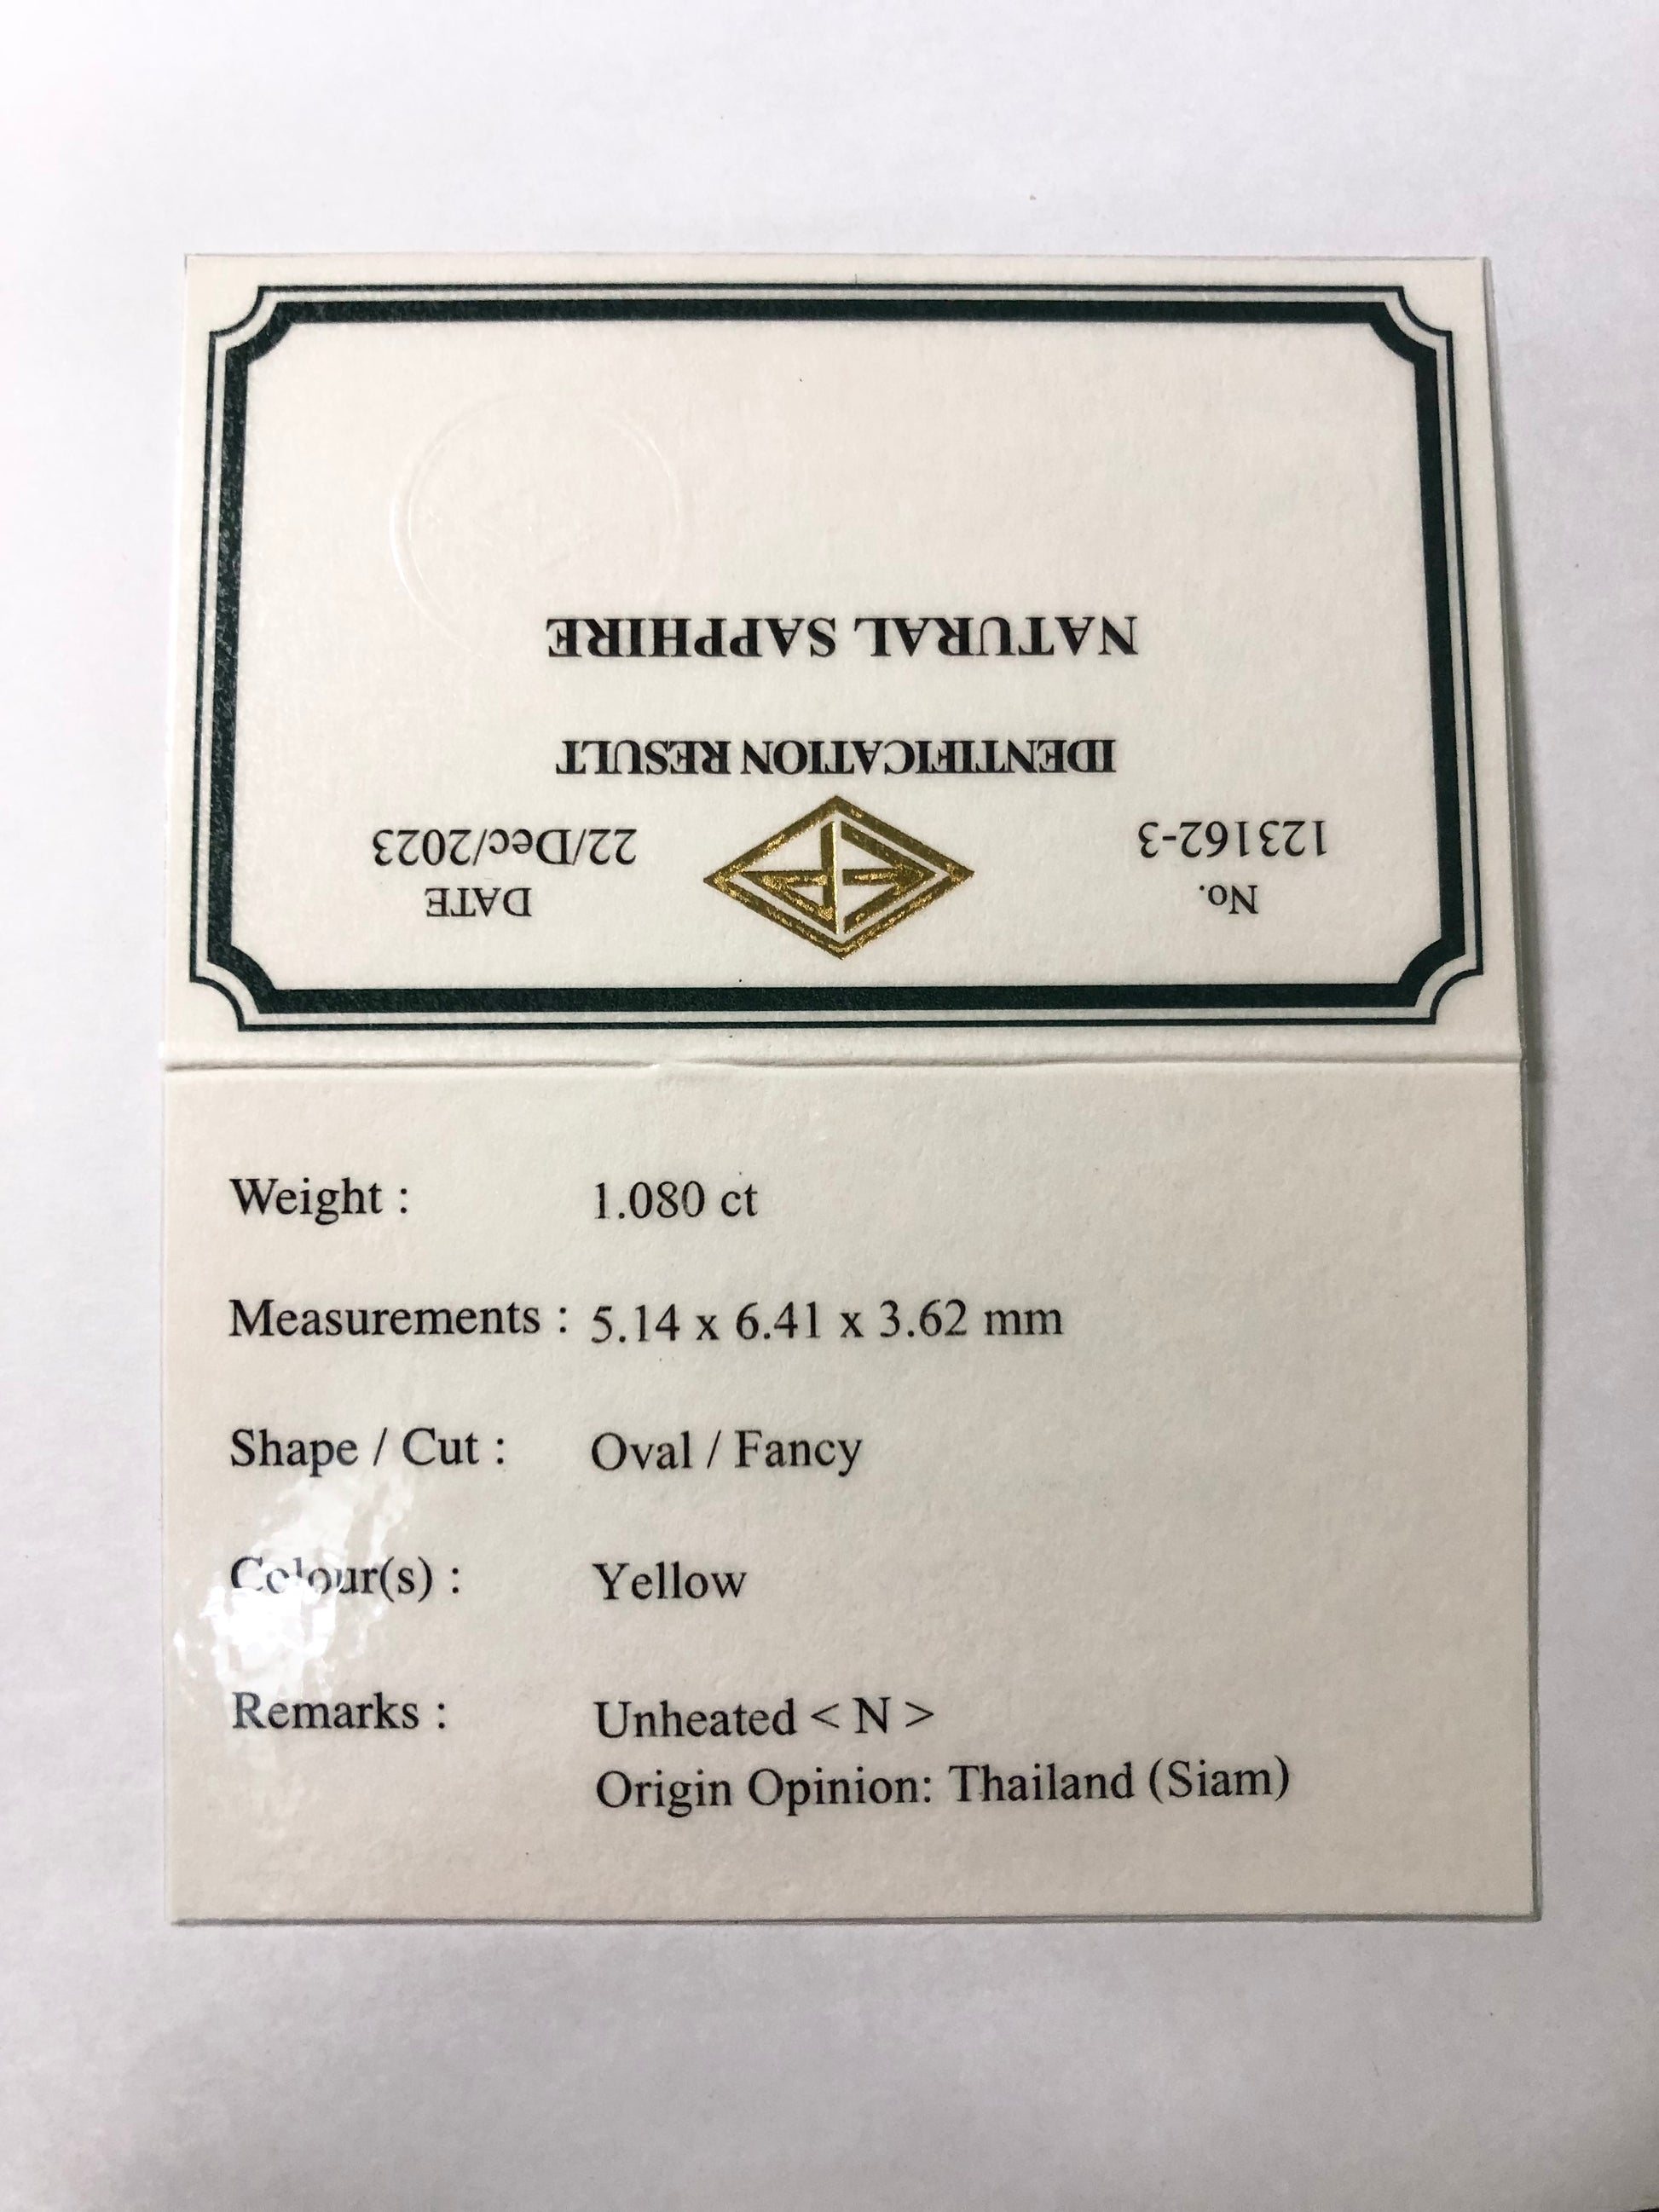 No.
123162-3
DATE
22/Dec/2023
IDENTIFICATION RESULT
NATURAL SAPPHIRE
Weight : 1.080 ct
Measurements : 5.14 x 6.41 x 3.62 mm
Shape / Cut : Oval / Fancy
Colour(s) : Yellow
Remarks : Unheated < N >
Origin Opinion: Thailand (Siam)